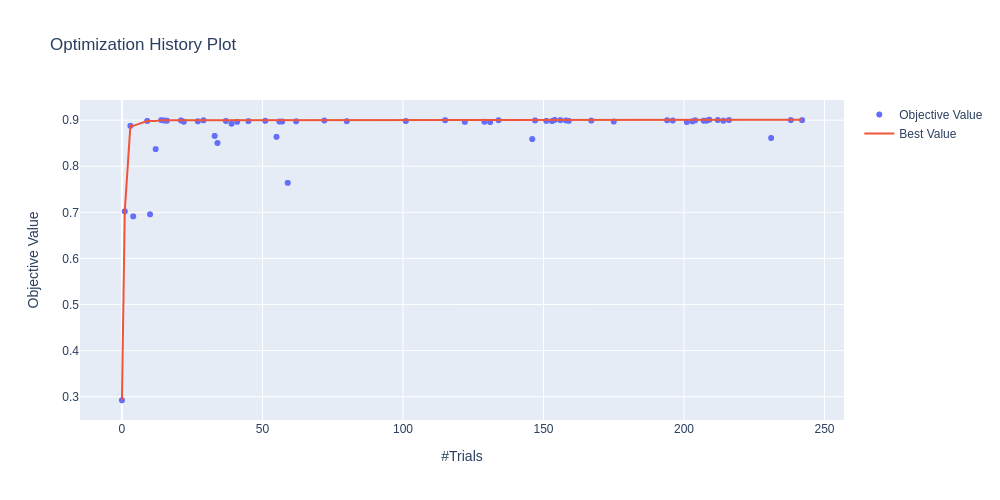 Optimization History Plot
Objective Value
Best Value
0.9
0.8
0.7
0.6
0.5
0.4
0.3
Objective Value
0
50
100
150
200
250
#Trials